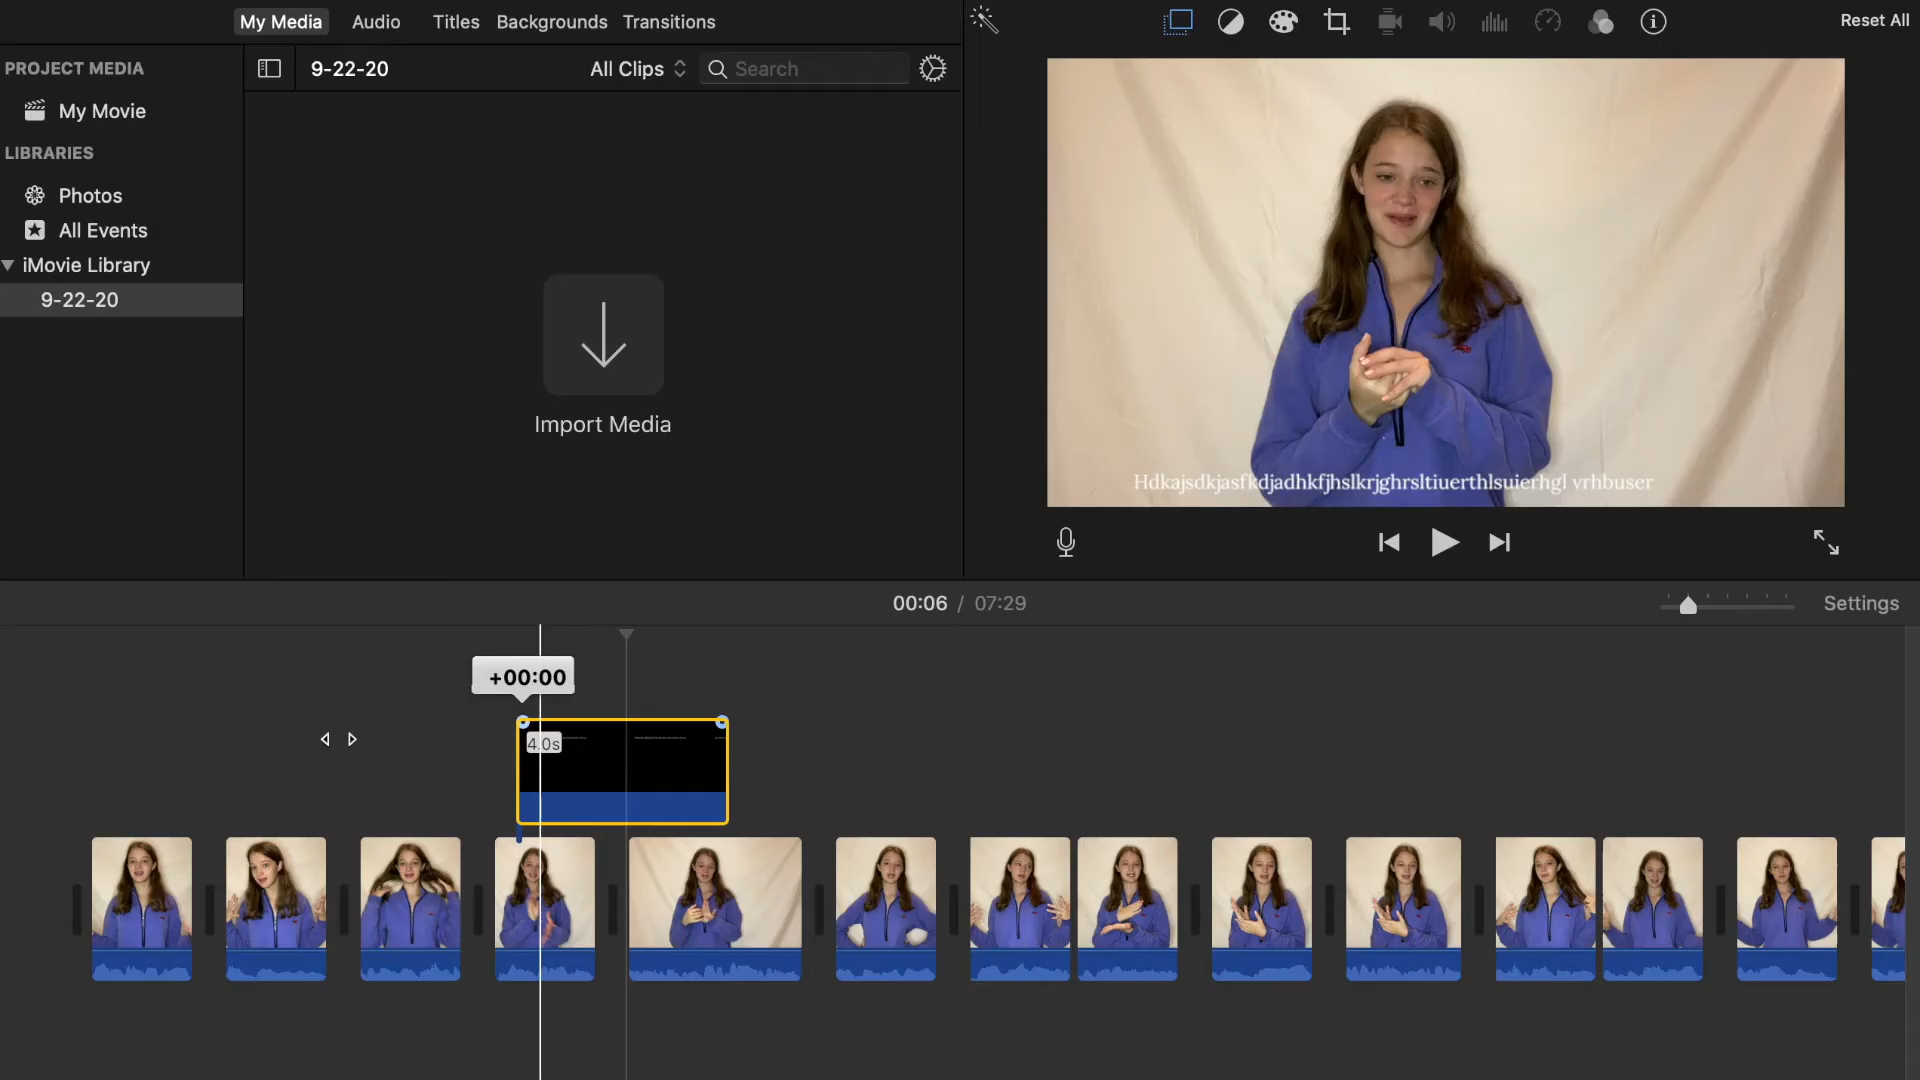 My Media Audio Titles Backgrounds Transitions Reset All
PROJECT MEDIA 9-22-20 All Clips Search
My Movie
LIBRARIES
Photos
All Events
iMovie Library
9-22-20
Import Media
Hdkajsdkjasfkdjadhkfjhslkrjghrsltiuerthlsuierhgl vrhbuser
00:06 / 07:29 Settings
+00:00
4.0s